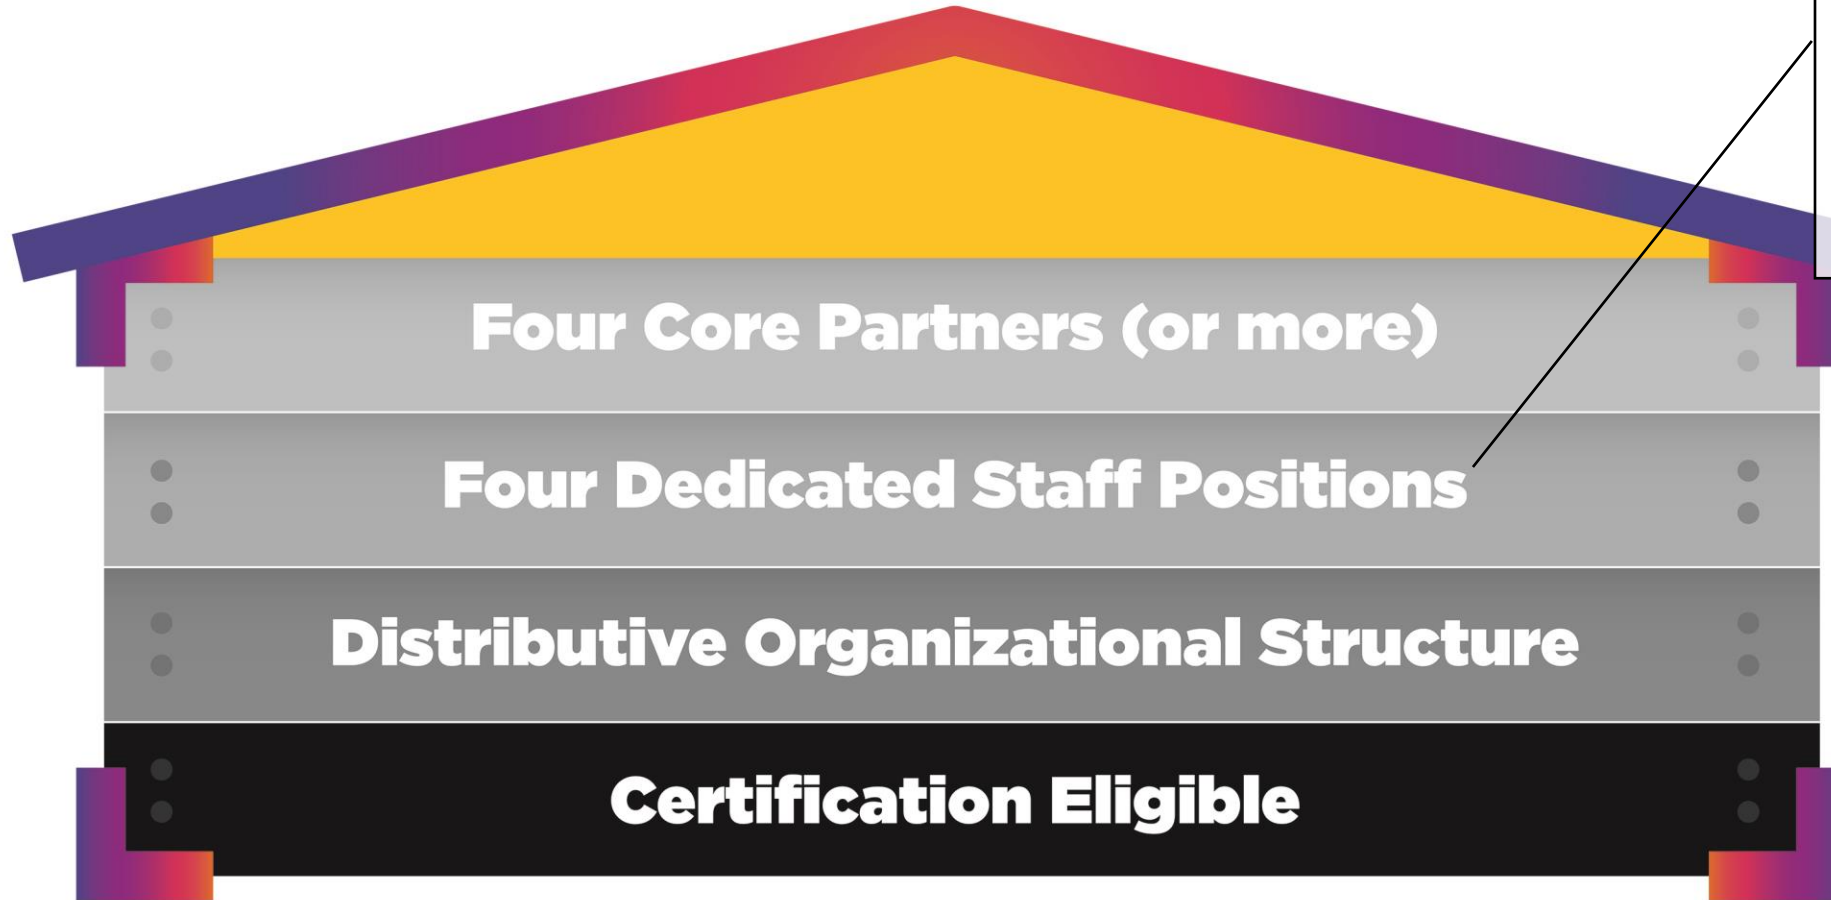 Four Core Partners (or more)
Four Dedicated Staff Positions
Distributive Organizational Structure
Certification Eligible